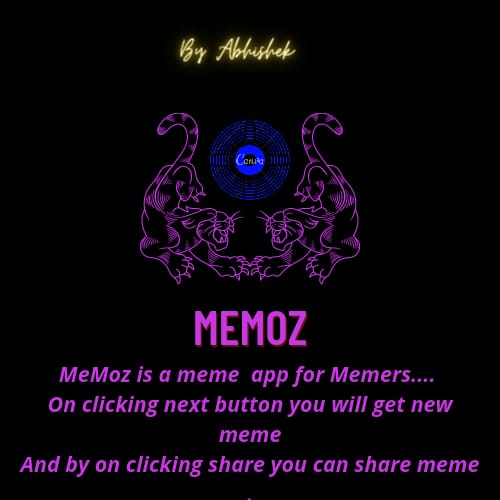 By Abhishek
Canva
MEMOZ
MeMoz is a meme app for Memers....
On clicking next button you will get new
meme
And by on clicking share you can share meme